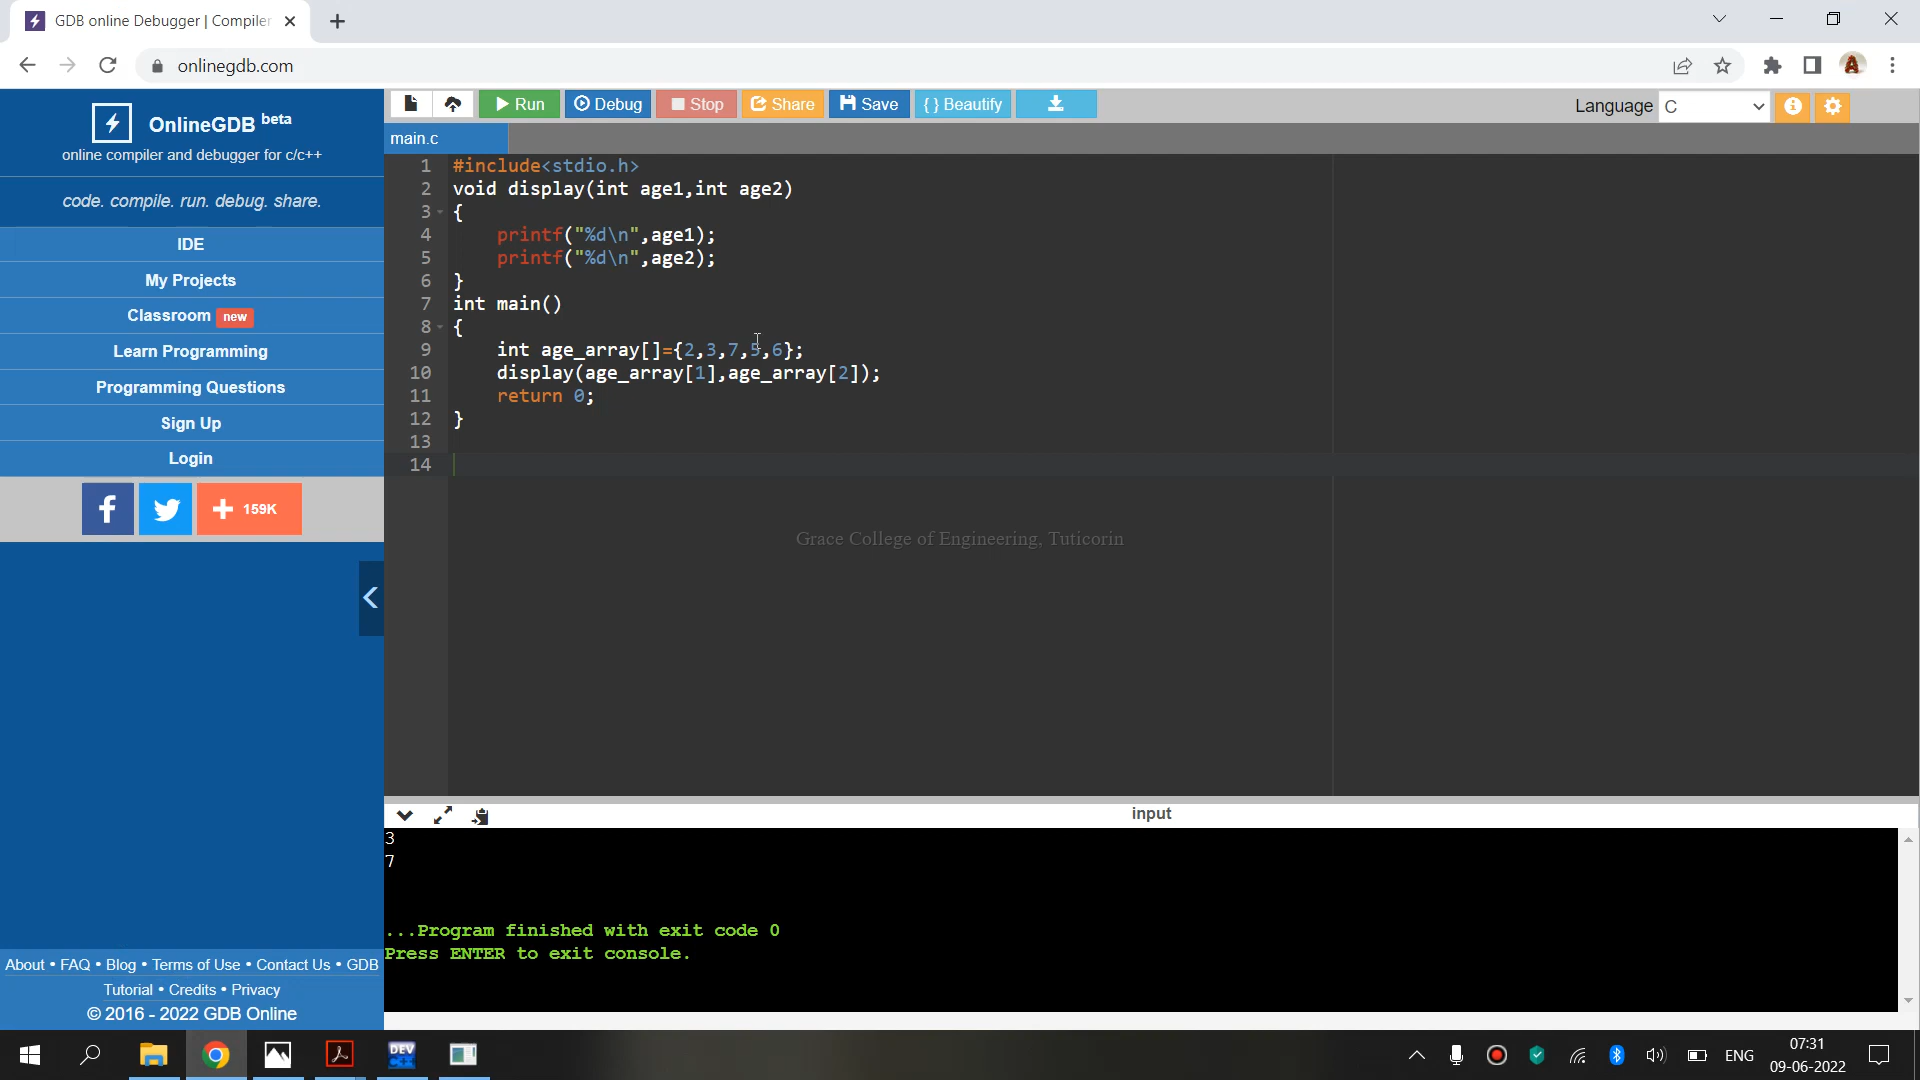 GDB online Debugger | Compiler
onlinegdb.com
OnlineGDB beta
online compiler and debugger for c/c++
code. compile. run. debug. share.
IDE
My Projects
Classroom new
Learn Programming
Programming Questions
Sign Up
Login
159K
About • FAQ • Blog • Terms of Use • Contact Us • GDB
Tutorial • Credits • Privacy
© 2016 - 2022 GDB Online
Run Debug Stop Share Save { } Beautify
Language C
main.c
1 #include<stdio.h>
2 void display(int age1,int age2)
3 {
4 printf("%d\n",age1);
5 printf("%d\n",age2);
6 }
7 int main()
8 {
9 int age_array[]={2,3,7,5,6};
10 display(age_array[1],age_array[2]);
11 return 0;
12 }
13
14
Grace College of Engineering, Tuticorin
input
3
7
...Program finished with exit code 0
Press ENTER to exit console.
DEV
ENG
07:31
09-06-2022